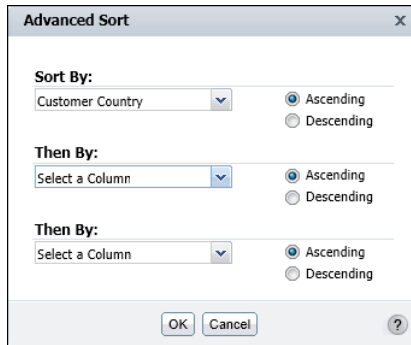 Advanced Sort x
Sort By:
Customer Country Ascending
Descending
Then By:
Select a Column Ascending
Descending
Then By:
Select a Column Ascending
Descending
OK Cancel ?